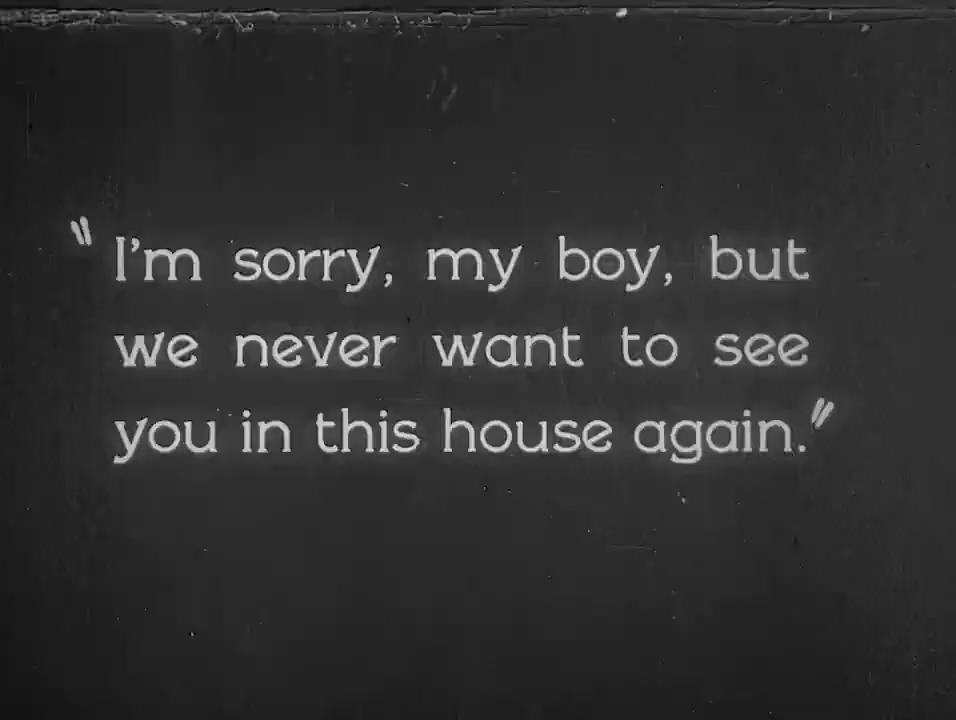 "I'm sorry, my boy, but
we never want to see
you in this house again."